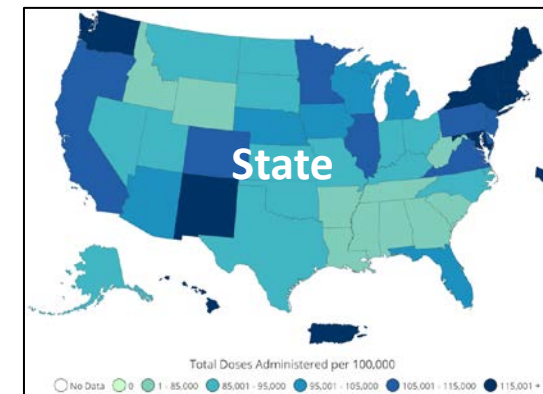 State
Total Doses Administered per 100,000
No Data 0 1 - 85,000 85,001 - 95,000 95,001 - 105,000 105,001 - 115,000 115,001 +